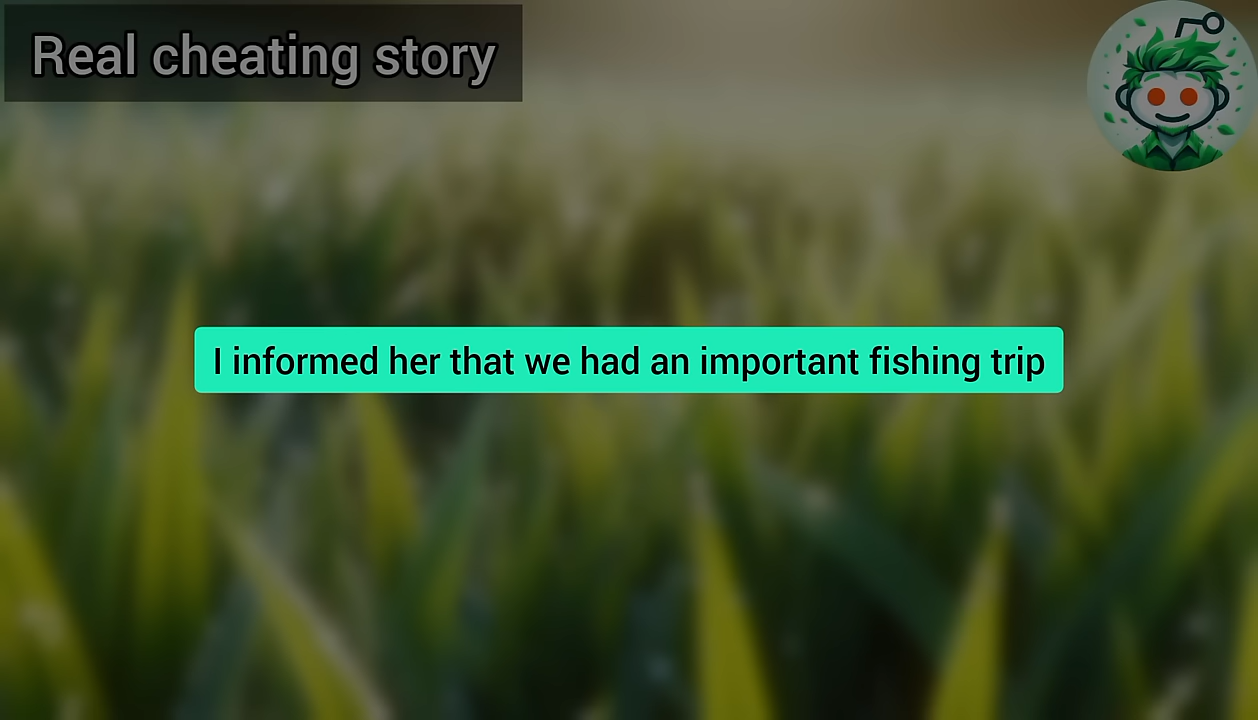 Real cheating story
I informed her that we had an important fishing trip